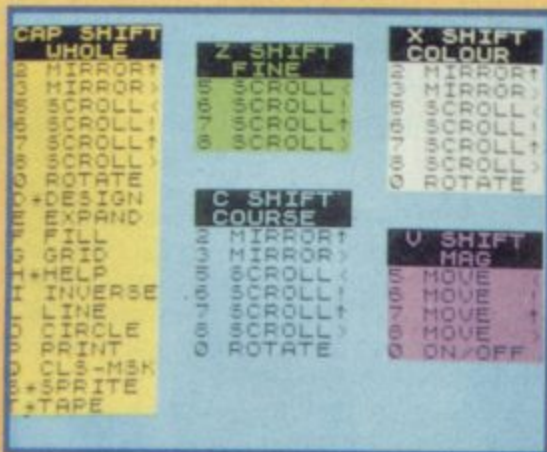 CAP SHIFT
WHOLE
2 MIRROR↑
3 MIRROR>
5 SCROLL<
6 SCROLL!
7 SCROLL↑
8 SCROLL>
0 ROTATE
D*DESIGN
E EXPAND
F FILL
G GRID
H*HELP
I INVERSE
L LINE
CIRCLE
P PRINT
CLS-MSK
S*SPRITE
T*TAPE
Z SHIFT
FINE
5 SCROLL<
6 SCROLL!
7 SCROLL↑
8 SCROLL>
C SHIFT
COURSE
2 MIRROR↑
3 MIRROR>
5 SCROLL<
6 SCROLL!
7 SCROLL↑
8 SCROLL>
0 ROTATE
X SHIFT
COLOUR
2 MIRROR↑
3 MIRROR>
5 SCROLL<
6 SCROLL!
7 SCROLL↑
8 SCROLL>
0 ROTATE
V SHIFT
MAG
5 MOVE <
6 MOVE !
7 MOVE ↑
8 MOVE >
0 ON/OFF